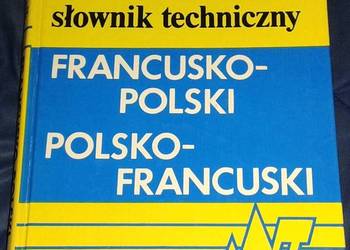 słownik techniczny
FRANCUSKO-
POLSKI
POLSKO-
FRANCUSKI